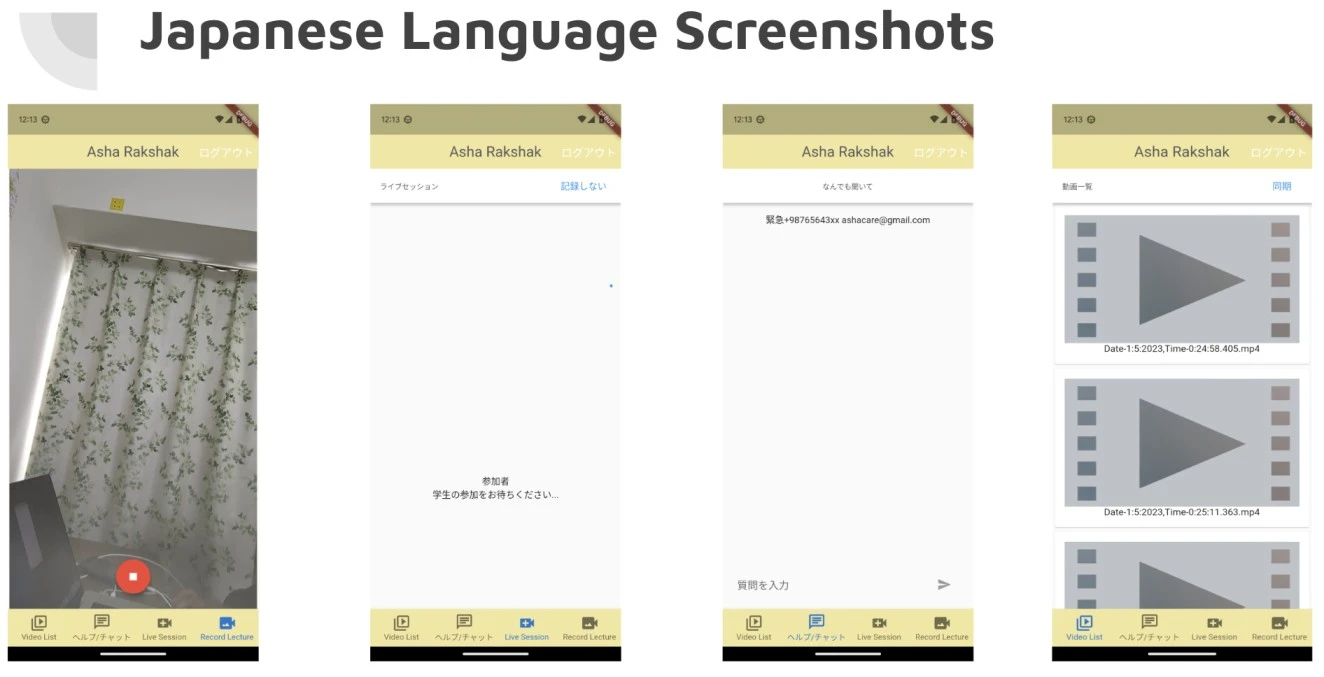 Japanese Language Screenshots
12:13
DEBUG
Asha Rakshak ログアウト
Video List ヘルプ/チャット Live Session Record Lecture
12:13
DEBUG
Asha Rakshak ログアウト
ライブセッション 記録しない
参加者
学生の参加をお待ちください...
Video List ヘルプ/チャット Live Session Record Lecture
12:13
DEBUG
Asha Rakshak ログアウト
なんでも聞いて
緊急+98765643xx ashacare@gmail.com
質問を入力
Video List ヘルプ/チャット Live Session Record Lecture
12:13
DEBUG
Asha Rakshak ログアウト
動画一覧 同期
Date-1:5:2023,Time-0:24:58.405.mp4
Date-1:5:2023,Time-0:25:11.363.mp4
Video List ヘルプ/チャット Live Session Record Lecture